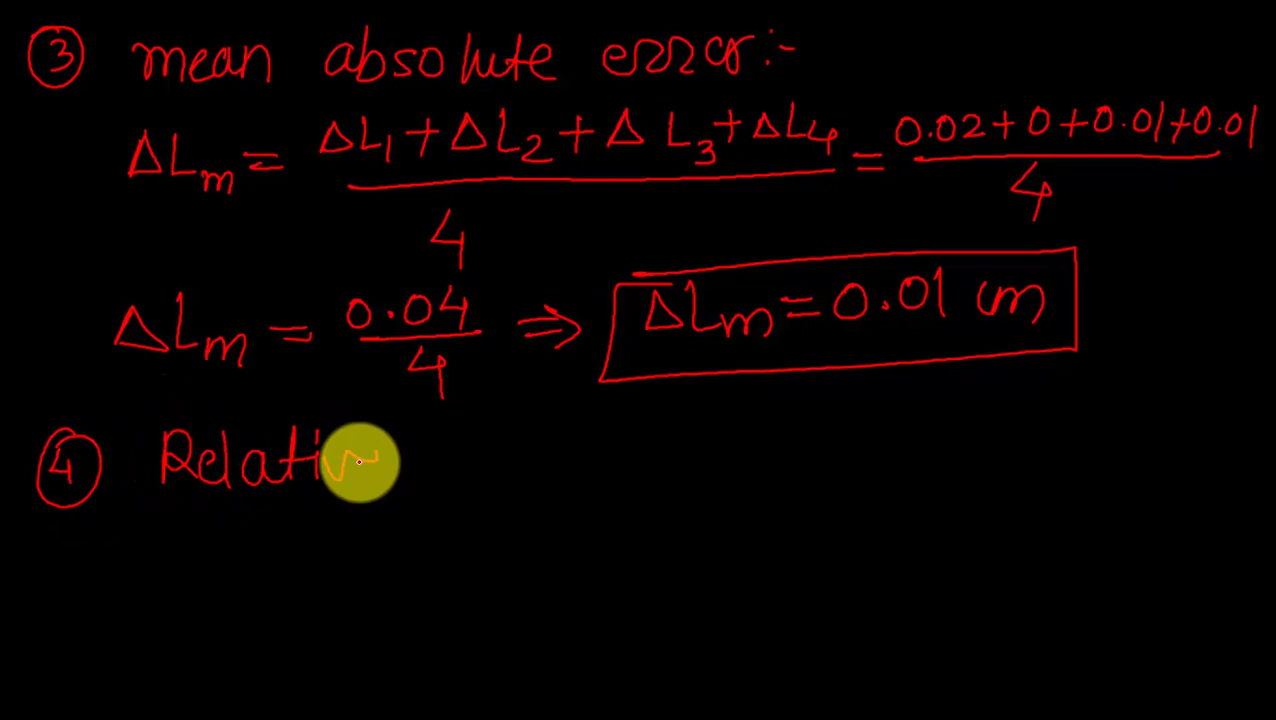 ③ mean absolute error:-
ΔLm = ΔL1 + ΔL2 + ΔL3 + ΔL4 / 4 = 0.02 + 0 + 0.01 + 0.01 / 4
ΔLm = 0.04 / 4 ⇒ ΔLm = 0.01 cm
④ Relativ